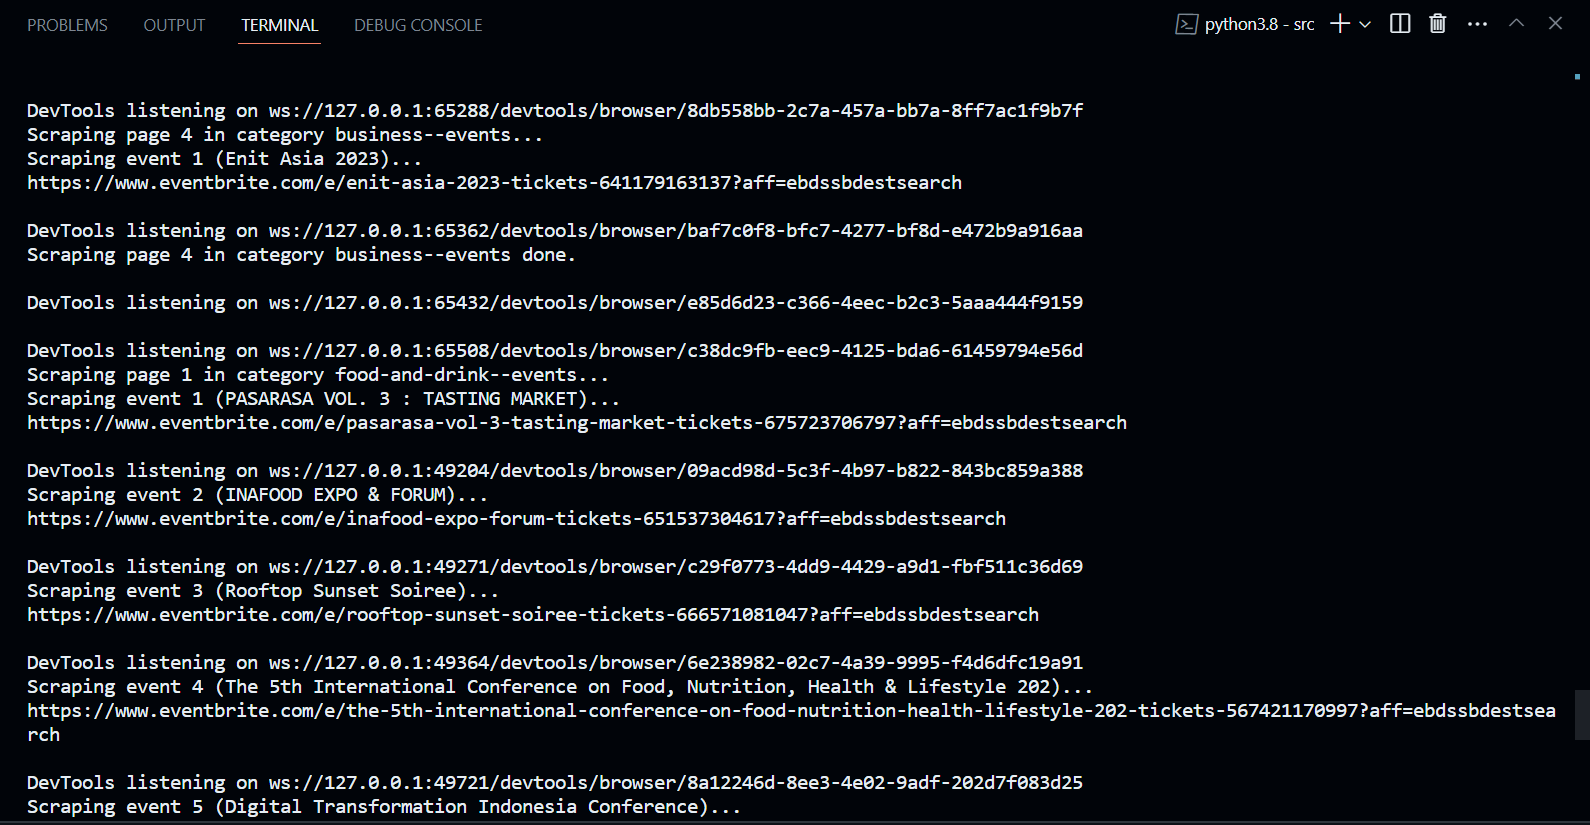 PROBLEMS OUTPUT TERMINAL DEBUG CONSOLE python3.8 - src
DevTools listening on ws://127.0.0.1:65288/devtools/browser/8db558bb-2c7a-457a-bb7a-8ff7ac1f9b7f
Scraping page 4 in category business--events...
Scraping event 1 (Enit Asia 2023)...
https://www.eventbrite.com/e/enit-asia-2023-tickets-641179163137?aff=ebdssbdestsearch
DevTools listening on ws://127.0.0.1:65362/devtools/browser/baf7c0f8-bfc7-4277-bf8d-e472b9a916aa
Scraping page 4 in category business--events done.
DevTools listening on ws://127.0.0.1:65432/devtools/browser/e85d6d23-c366-4eec-b2c3-5aaa444f9159
DevTools listening on ws://127.0.0.1:65508/devtools/browser/c38dc9fb-eec9-4125-bda6-61459794e56d
Scraping page 1 in category food-and-drink--events...
Scraping event 1 (PASARASA VOL. 3 : TASTING MARKET)...
https://www.eventbrite.com/e/pasarasa-vol-3-tasting-market-tickets-675723706797?aff=ebdssbdestsearch
DevTools listening on ws://127.0.0.1:49204/devtools/browser/09acd98d-5c3f-4b97-b822-843bc859a388
Scraping event 2 (INAFOOD EXPO & FORUM)...
https://www.eventbrite.com/e/inafood-expo-forum-tickets-651537304617?aff=ebdssbdestsearch
DevTools listening on ws://127.0.0.1:49271/devtools/browser/c29f0773-4dd9-4429-a9d1-fbf511c36d69
Scraping event 3 (Rooftop Sunset Soiree)...
https://www.eventbrite.com/e/rooftop-sunset-soiree-tickets-666571081047?aff=ebdssbdestsearch
DevTools listening on ws://127.0.0.1:49364/devtools/browser/6e238982-02c7-4a39-9995-f4d6dfc19a91
Scraping event 4 (The 5th International Conference on Food, Nutrition, Health & Lifestyle 202)...
https://www.eventbrite.com/e/the-5th-international-conference-on-food-nutrition-health-lifestyle-202-tickets-567421170997?aff=ebdssbdestsea
rch
DevTools listening on ws://127.0.0.1:49721/devtools/browser/8a12246d-8ee3-4e02-9adf-202d7f083d25
Scraping event 5 (Digital Transformation Indonesia Conference)...